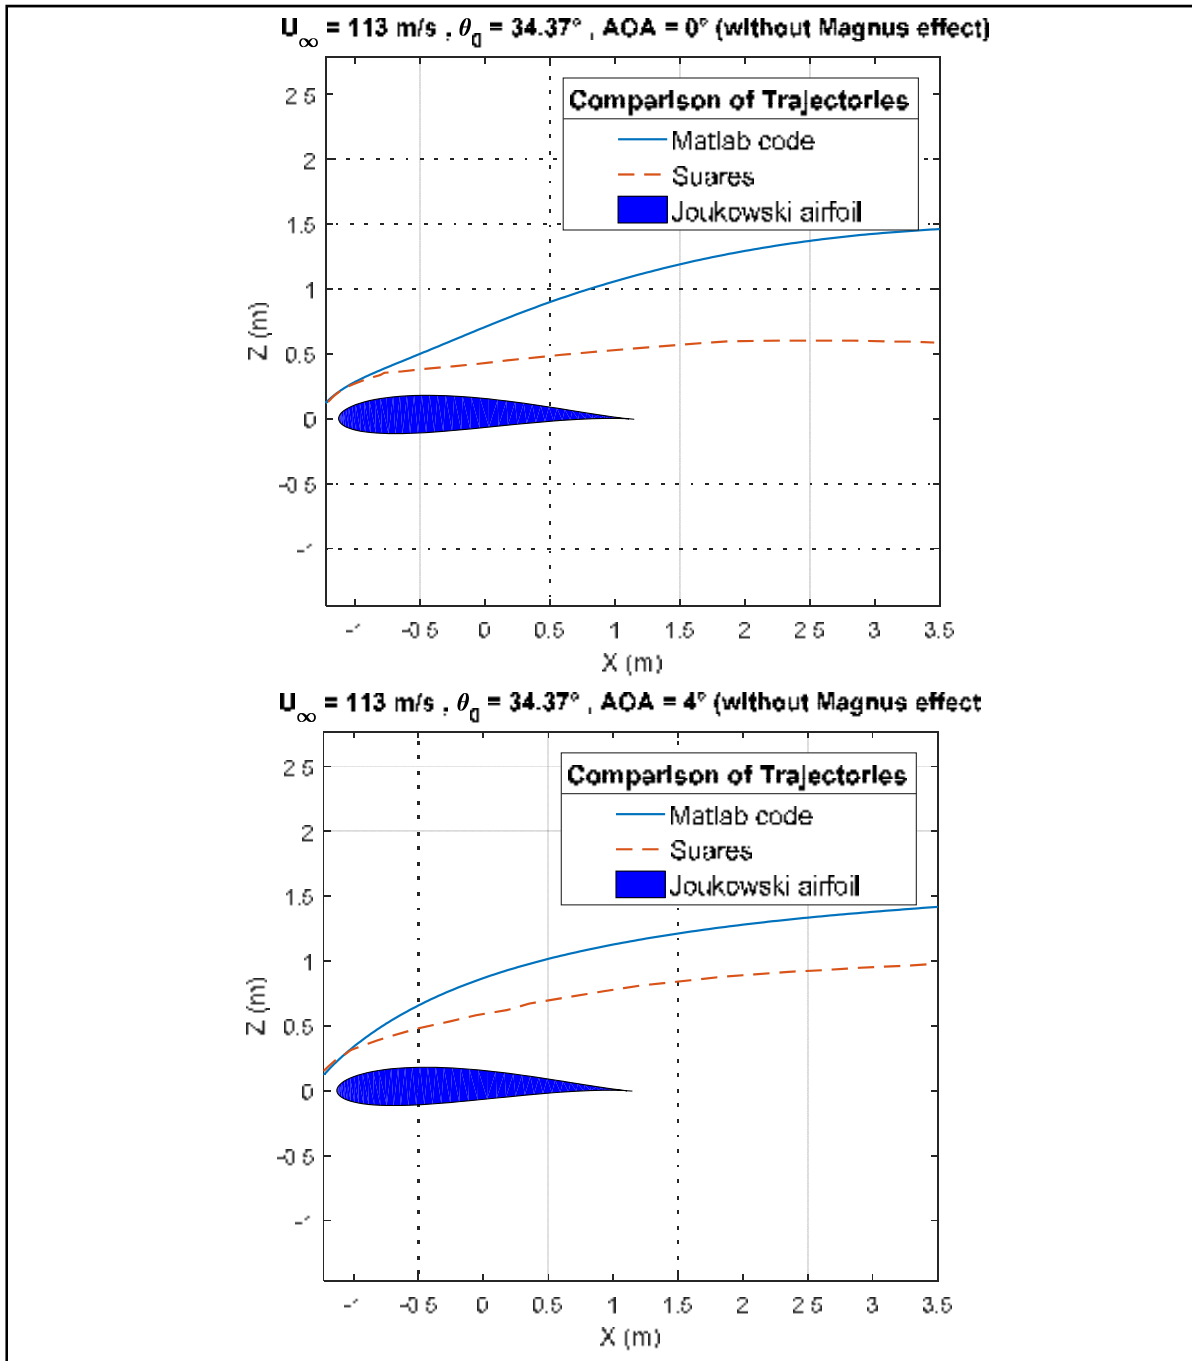 U∞ = 113 m/s , θ0 = 34.37° , AOA = 0° (without Magnus effect)
Comparison of Trajectories
Matlab code
Suares
Joukowski airfoil
2.5
2
1.5
1
0.5
0
-0.5
-1
Z (m)
-1 -0.5 0 0.5 1 1.5 2 2.5 3 3.5
X (m)
U∞ = 113 m/s , θ0 = 34.37° , AOA = 4° (without Magnus effect
Comparison of Trajectories
Matlab code
Suares
Joukowski airfoil
2.5
2
1.5
1
0.5
0
-0.5
-1
Z (m)
-1 -0.5 0 0.5 1 1.5 2 2.5 3 3.5
X (m)